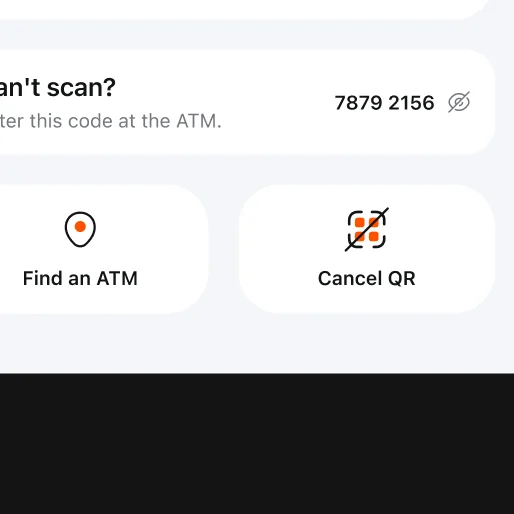 an't scan?
ter this code at the ATM.
7879 2156
Find an ATM
Cancel QR